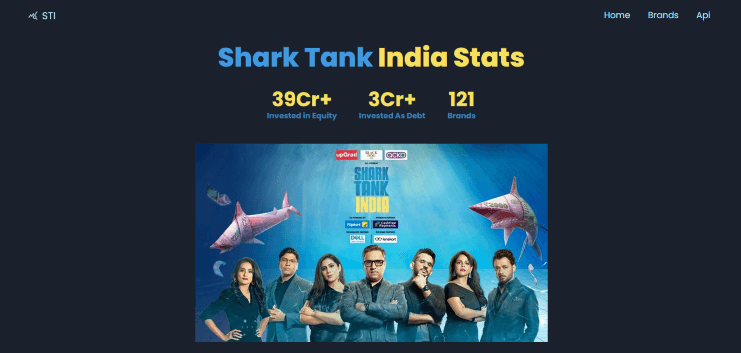 STI
Home Brands Api
Shark Tank India Stats
39Cr+ 3Cr+ 121
Invested in Equity Invested As Debt Brands
upGrad
SHARK
TANK
INDIA
Flipkart
DELL